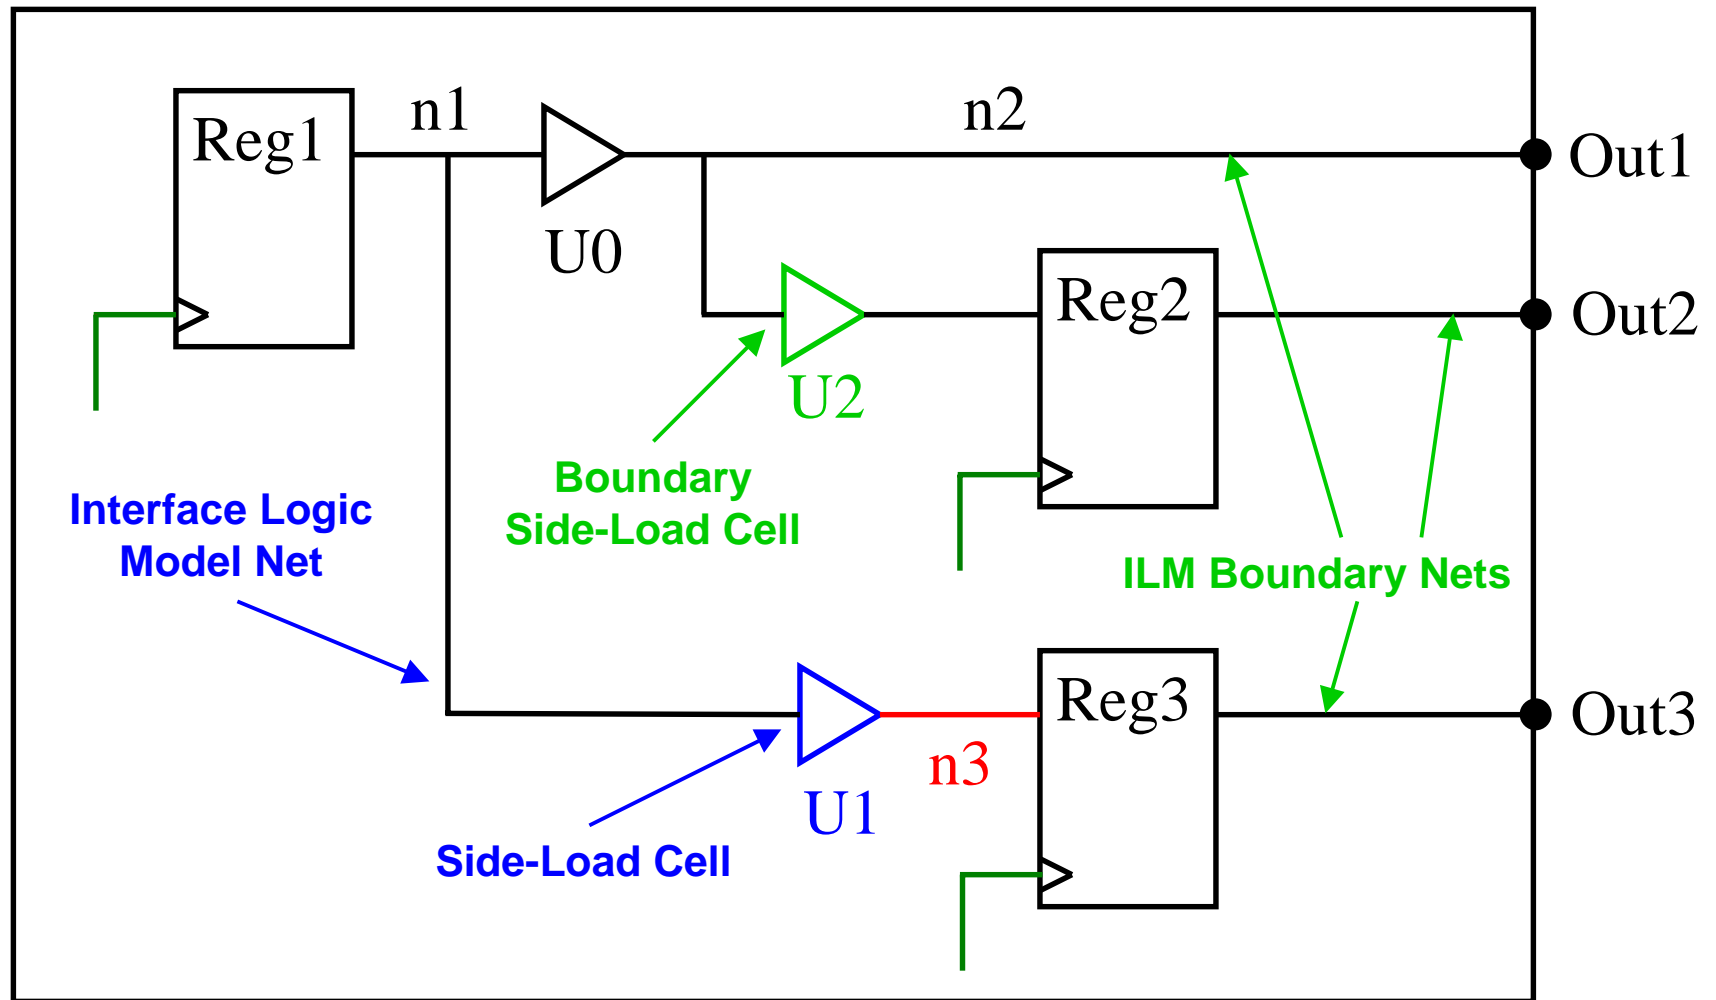 n1
n2
Reg1
Out1
U0
Reg2
Out2
U2
Boundary
Side-Load Cell
Interface Logic
Model Net
ILM Boundary Nets
Reg3
Out3
n3
U1
Side-Load Cell